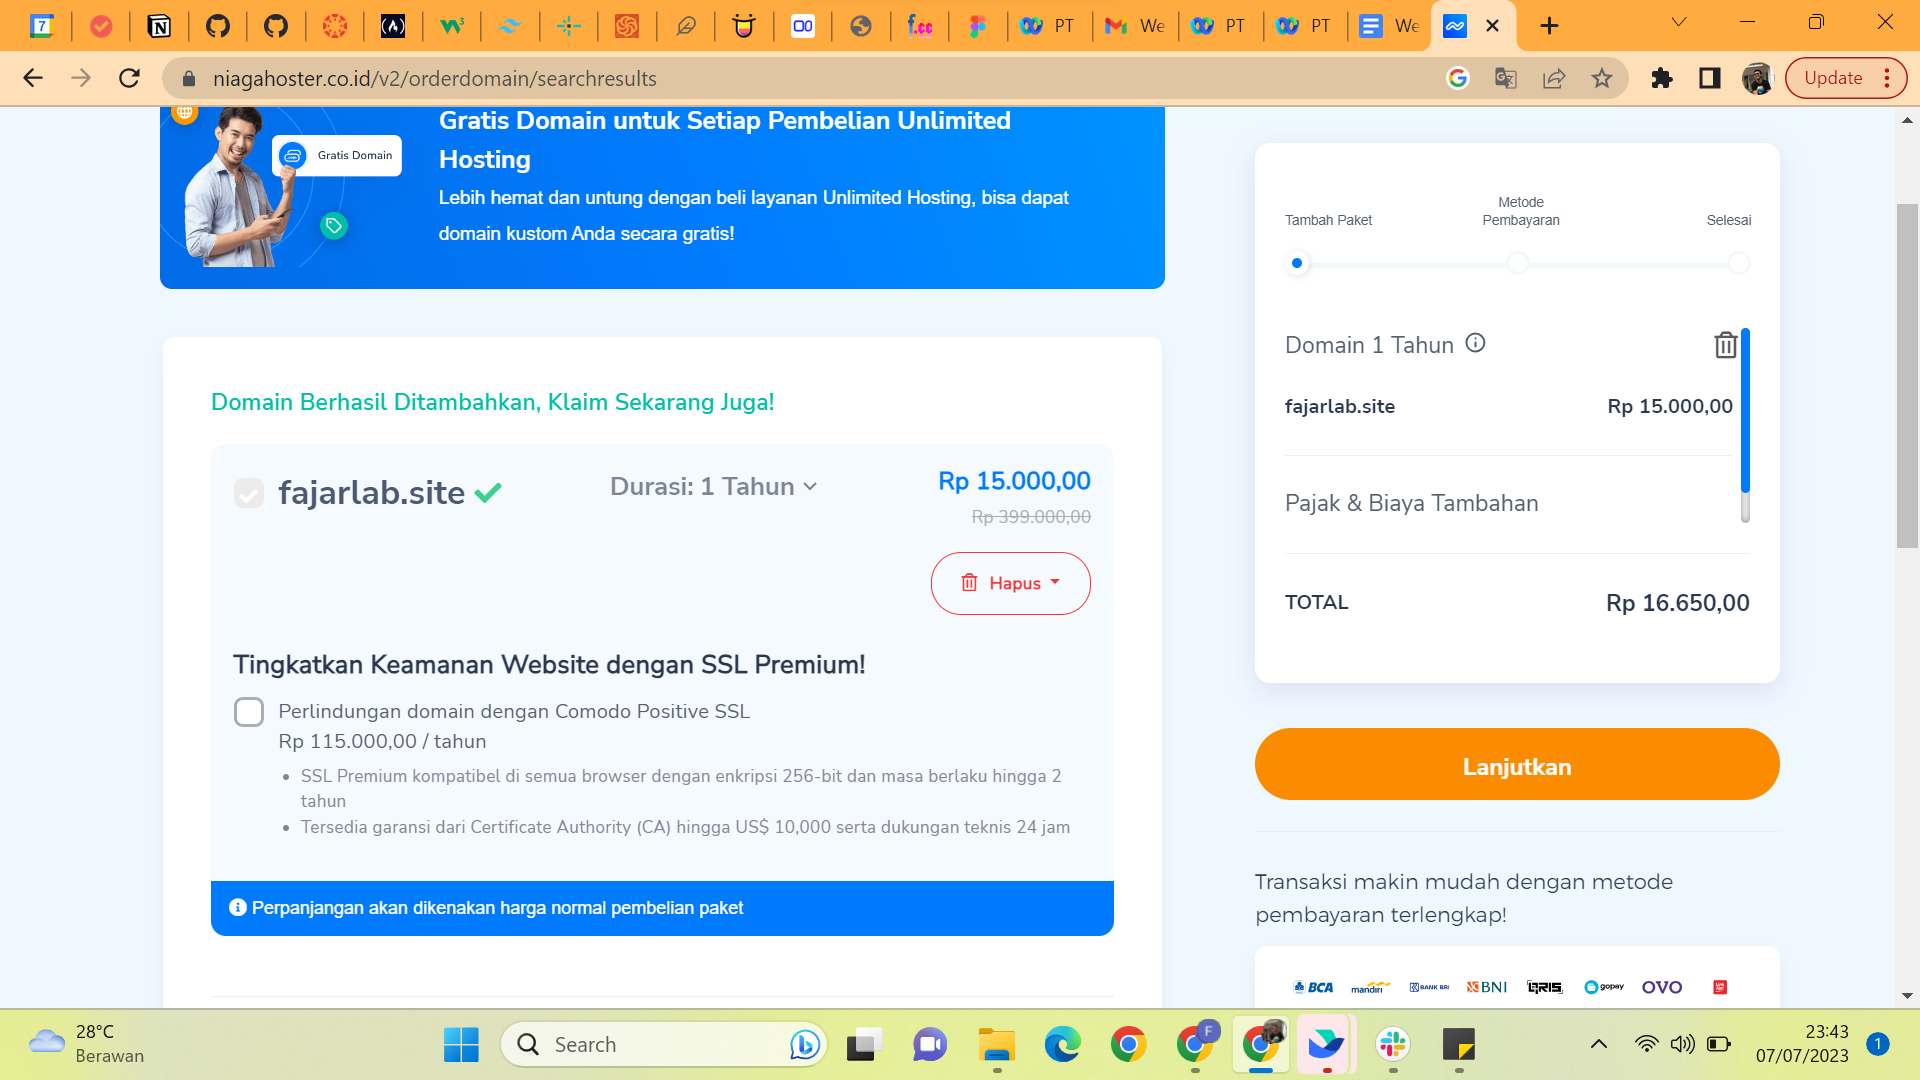 7
PT
We
PT
PT
We
niagahoster.co.id/v2/orderdomain/searchresults
Update
Gratis Domain
Gratis Domain untuk Setiap Pembelian Unlimited
Hosting
Lebih hemat dan untung dengan beli layanan Unlimited Hosting, bisa dapat
domain kustom Anda secara gratis!
Domain Berhasil Ditambahkan, Klaim Sekarang Juga!
fajarlab.site
Durasi: 1 Tahun
Rp 15.000,00
Rp 399.000,00
Hapus
Tingkatkan Keamanan Website dengan SSL Premium!
Perlindungan domain dengan Comodo Positive SSL
Rp 115.000,00 / tahun
• SSL Premium kompatibel di semua browser dengan enkripsi 256-bit dan masa berlaku hingga 2
tahun
• Tersedia garansi dari Certificate Authority (CA) hingga US$ 10,000 serta dukungan teknis 24 jam
Perpanjangan akan dikenakan harga normal pembelian paket
Tambah Paket
Metode
Pembayaran
Selesai
Domain 1 Tahun
fajarlab.site
Rp 15.000,00
Pajak & Biaya Tambahan
TOTAL
Rp 16.650,00
Lanjutkan
Transaksi makin mudah dengan metode
pembayaran terlengkap!
BCA
mandiri
BANK BRI
BNI
QRIS
gopay
OVO
28°C
Berawan
Search
F
23:43
07/07/2023
1